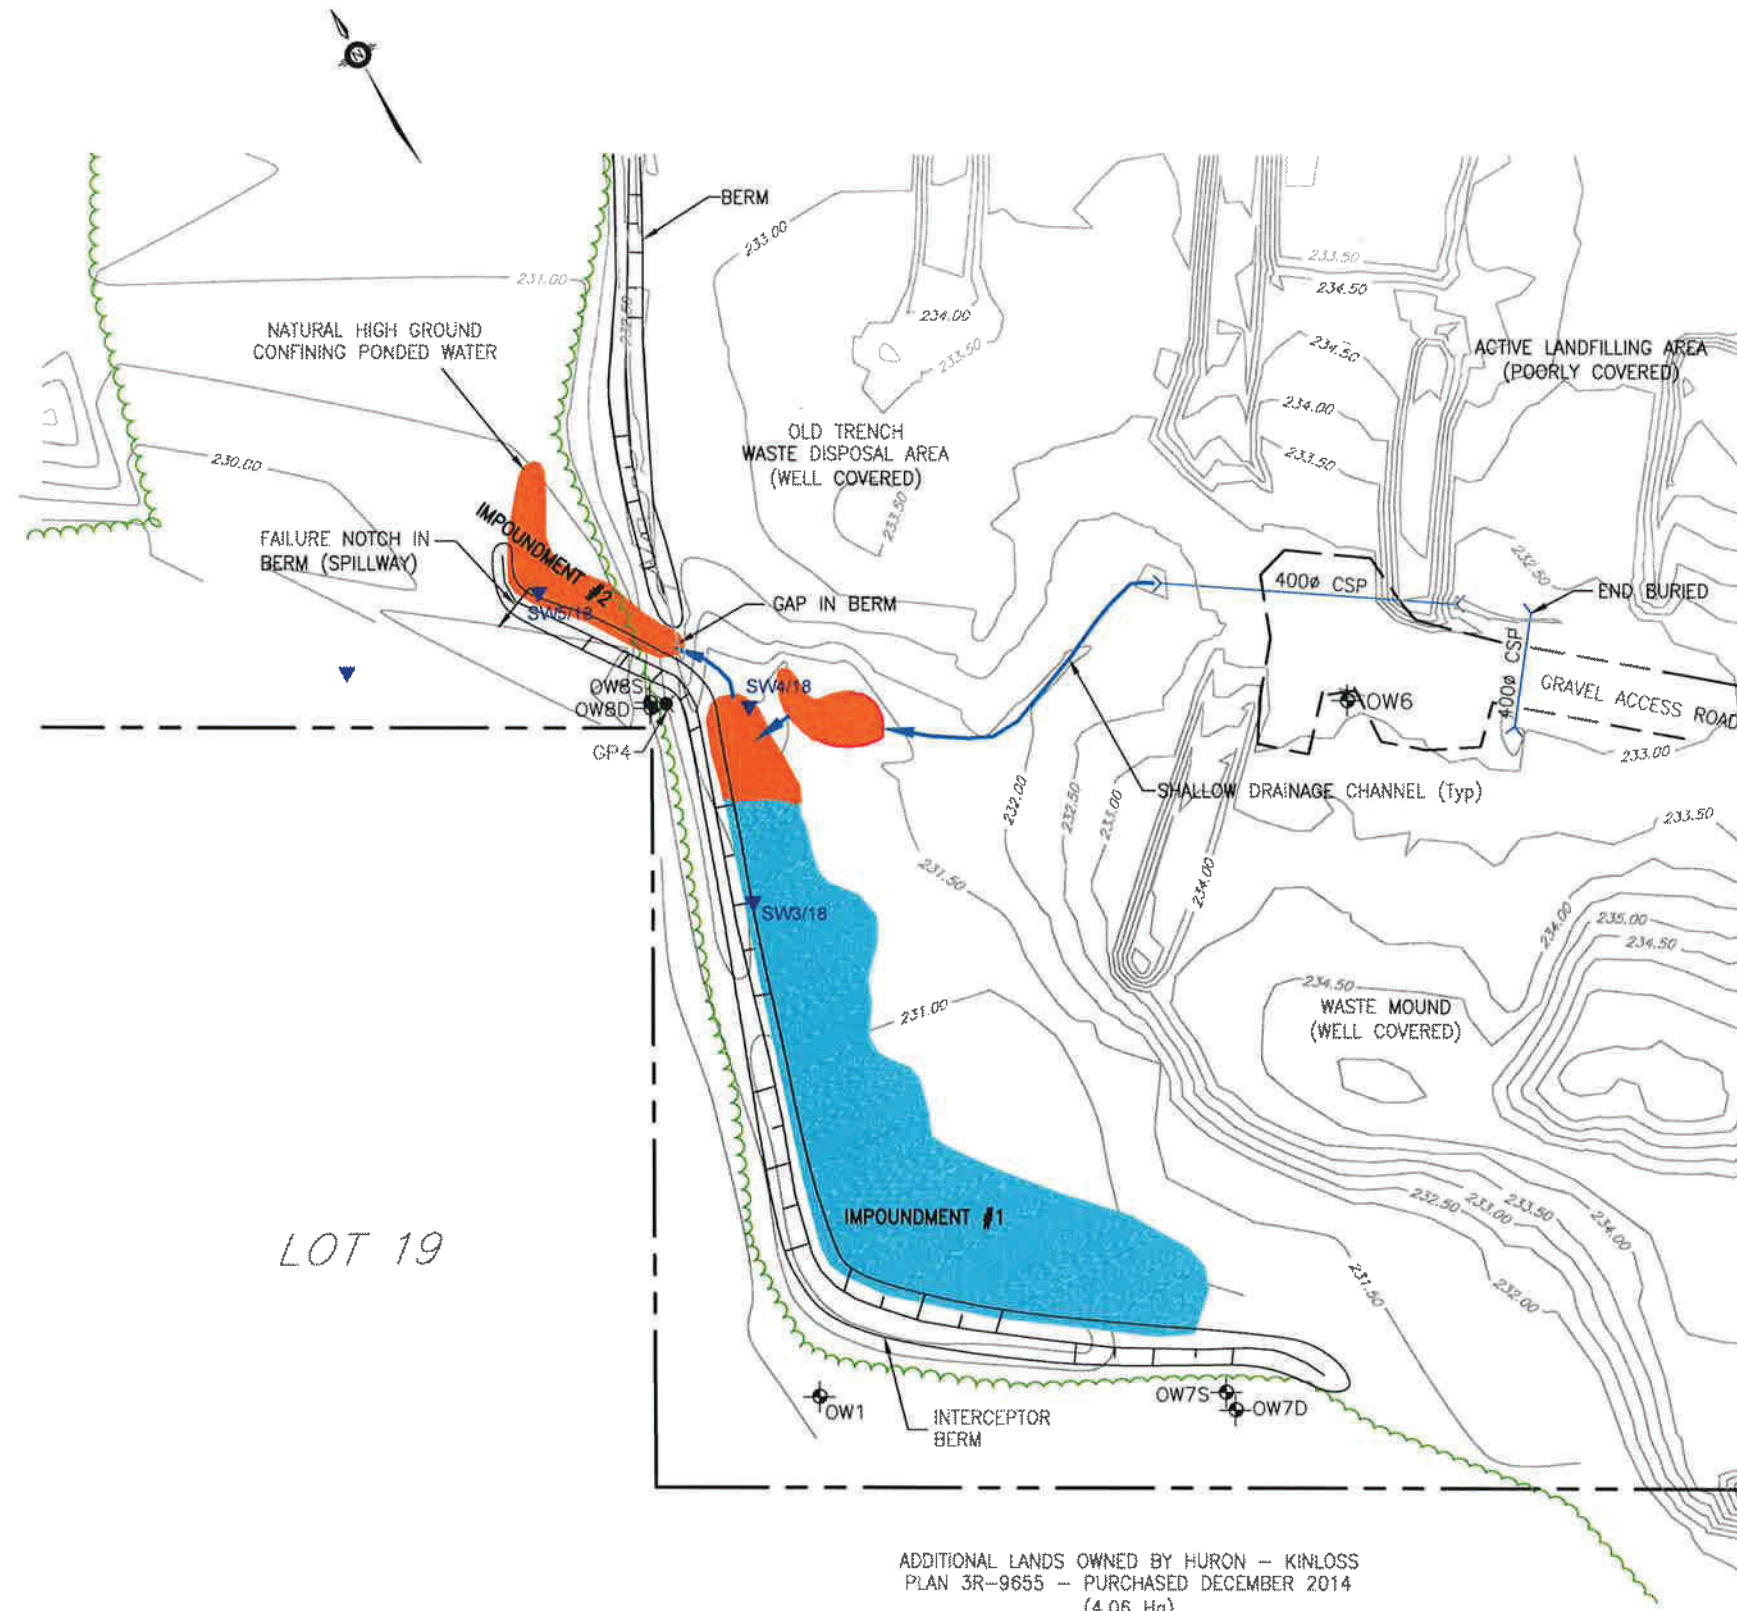 N
BERM
233.00
231.00
232.50
233.50
234.50
234.00
233.50
NATURAL HIGH GROUND
CONFINING PONDED WATER
234.50
ACTIVE LANDFILLING AREA
(POORLY COVERED)
234.00
233.50
OLD TRENCH
WASTE DISPOSAL AREA
(WELL COVERED)
230.00
233.50
FAILURE NOTCH IN
BERM (SPILLWAY)
IMPOUNDMENT #2
SW5/18
GAP IN BERM
400ø CSP
232.50
END BURIED
400ø CSP
GRAVEL ACCESS ROAD
OW8S
OW8D
GP4
SW4/18
OW6
233.00
SHALLOW DRAINAGE CHANNEL (Typ)
232.00
232.50
233.00
233.50
231.50
234.00
SW3/18
234.00
235.00
234.50
234.50
WASTE MOUND
(WELL COVERED)
231.00
IMPOUNDMENT #1
232.50
233.00
233.50
234.00
231.50
232.00
LOT 19
OW1
INTERCEPTOR
BERM
OW7S
OW7D
ADDITIONAL LANDS OWNED BY HURON – KINLOSS
PLAN 3R–9655 – PURCHASED DECEMBER 2014
(4.06 Ha)